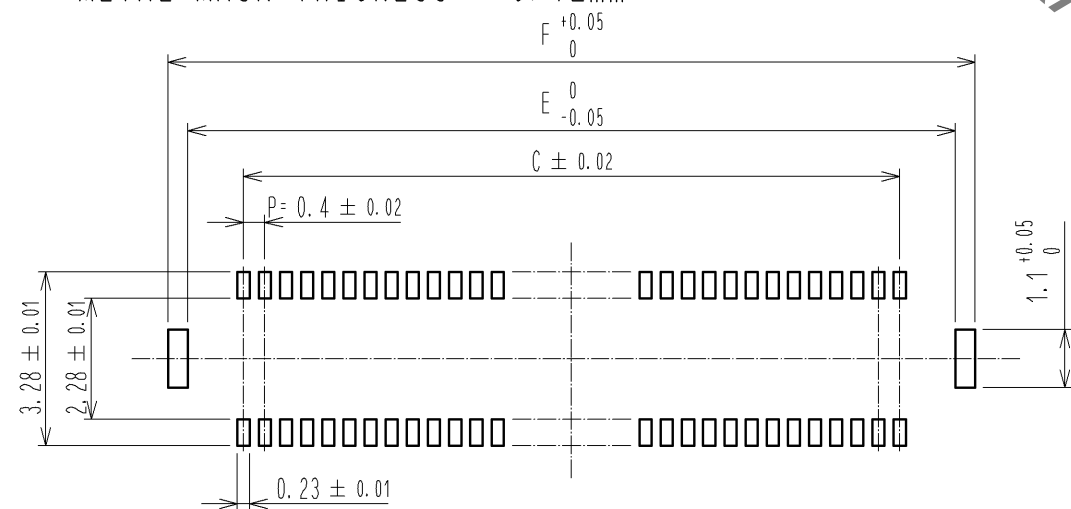 F +0.05 0
E 0 -0.05
C ± 0.02
P= 0.4 ± 0.02
1.1 +0.05 0
3.28 ± 0.01
2.28 ± 0.01
0.23 ± 0.01